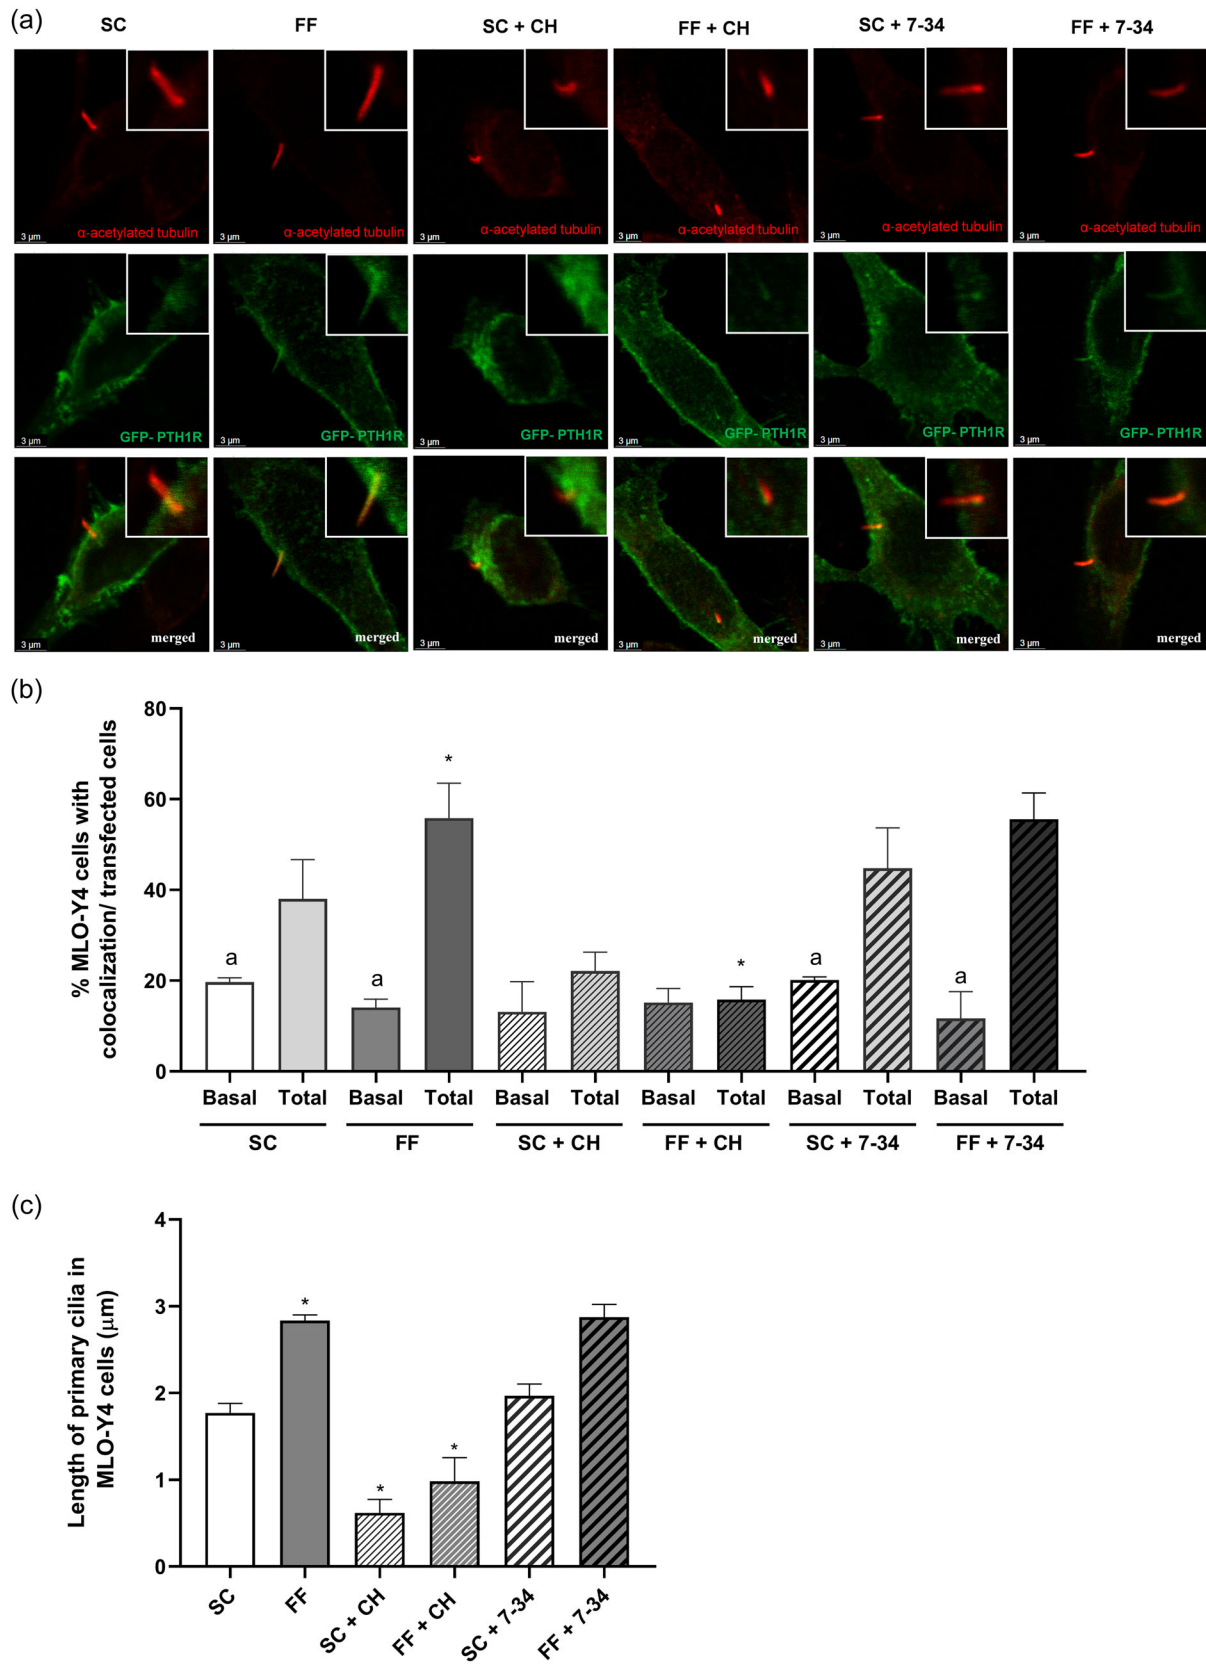 (a)
SC FF SC + CH FF + CH SC + 7-34 FF + 7-34
α-acetylated tubulin α-acetylated tubulin α-acetylated tubulin α-acetylated tubulin α-acetylated tubulin α-acetylated tubulin
3 μm 3 μm 3 μm 3 μm 3 μm 3 μm
GFP- PTH1R GFP- PTH1R GFP- PTH1R GFP- PTH1R GFP- PTH1R GFP- PTH1R
3 μm 3 μm 3 μm 3 μm 3 μm 3 μm
merged merged merged merged merged merged
3 μm 3 μm 3 μm 3 μm 3 μm 3 μm
(b)
% MLO-Y4 cells with
colocalization/ transfected cells
80
60
40
20
0
a a * * a a
Basal Total Basal Total Basal Total Basal Total Basal Total Basal Total
SC FF SC + CH FF + CH SC + 7-34 FF + 7-34
(c)
Length of primary cilia in
MLO-Y4 cells (μm)
4
3
2
1
0
* * *
SC FF SC + CH FF + CH SC + 7-34 FF + 7-34